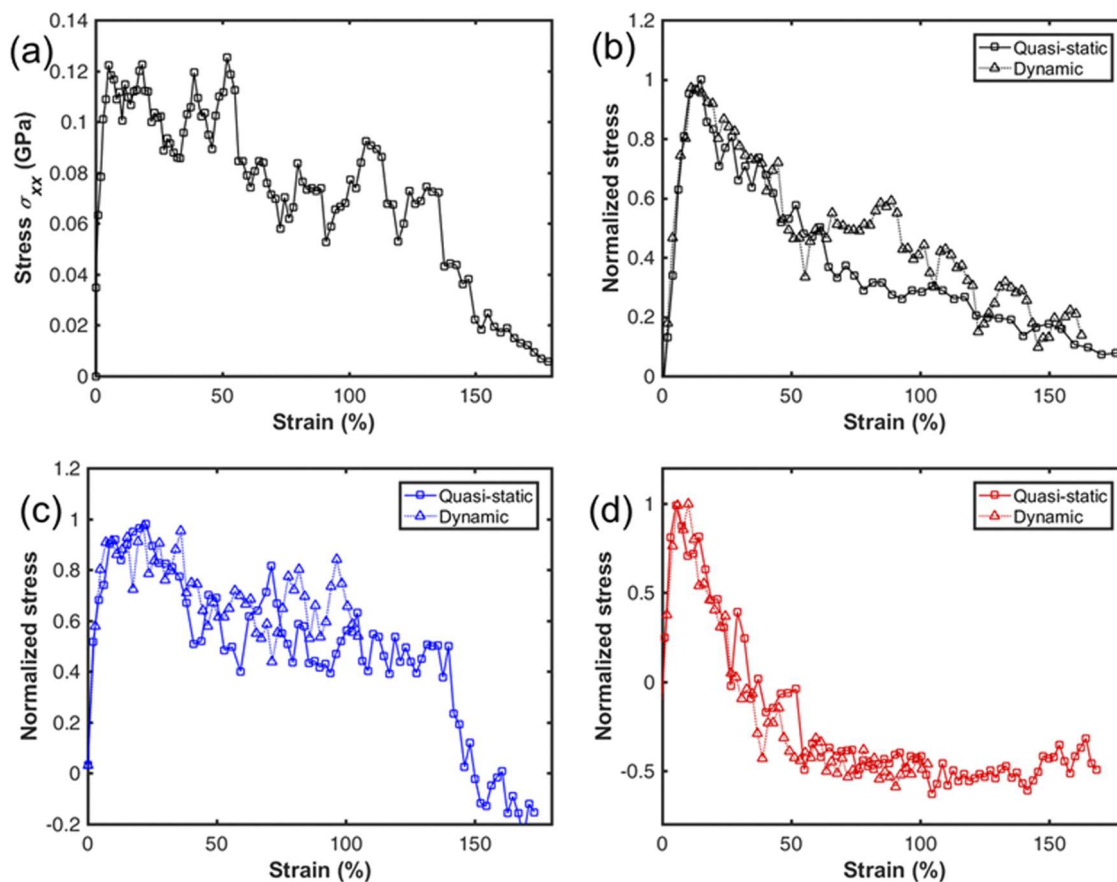 (a)
0.14
0.12
0.1
0.08
0.06
0.04
0.02
0
Stress σxx (GPa)
0 50 100 150
Strain (%)
(b)
1.2
1
0.8
0.6
0.4
0.2
0
Normalized stress
Quasi-static
Dynamic
0 50 100 150
Strain (%)
(c)
1.2
1
0.8
0.6
0.4
0.2
0
-0.2
Normalized stress
Quasi-static
Dynamic
0 50 100 150
Strain (%)
(d)
1
0.5
0
-0.5
Normalized stress
Quasi-static
Dynamic
0 50 100 150
Strain (%)